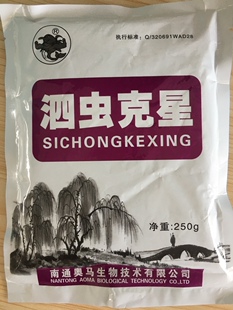 执行标准：Q/320691WAD26
泗虫克星
SICHONGKEXING
净重:250g
南通奥马生物技术有限公司
NANTONG AOMA BIOLOGICAL TECHNOLOGY CO.,LTD